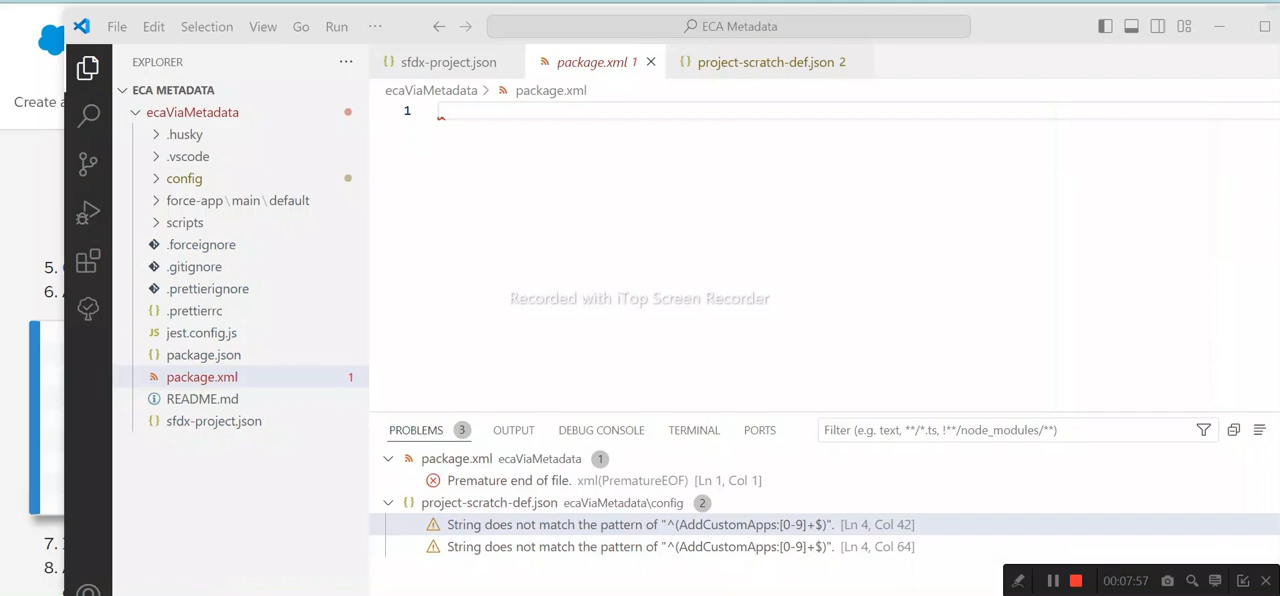 File Edit Selection View Go Run ··· ECA Metadata
EXPLORER ···
sfdx-project.json package.xml 1 project-scratch-def.json 2
ecaViaMetadata > package.xml
1
ECA METADATA
ecaViaMetadata
.husky
.vscode
config
force-app\main\default
scripts
.forceignore
.gitignore
.prettierignore
.prettierrc
JS jest.config.js
package.json
package.xml 1
README.md
sfdx-project.json
Create
5.
6.
7.
8.
Recorded with iTop Screen Recorder
PROBLEMS 3 OUTPUT DEBUG CONSOLE TERMINAL PORTS Filter (e.g. text, **/*.ts, !**/node_modules/**)
package.xml ecaViaMetadata 1
Premature end of file. xml(PrematureEOF) [Ln 1, Col 1]
project-scratch-def.json ecaViaMetadata\config 2
String does not match the pattern of "^(AddCustomApps:[0-9]+$)". [Ln 4, Col 42]
String does not match the pattern of "^(AddCustomApps:[0-9]+$)". [Ln 4, Col 64]
00:07:57